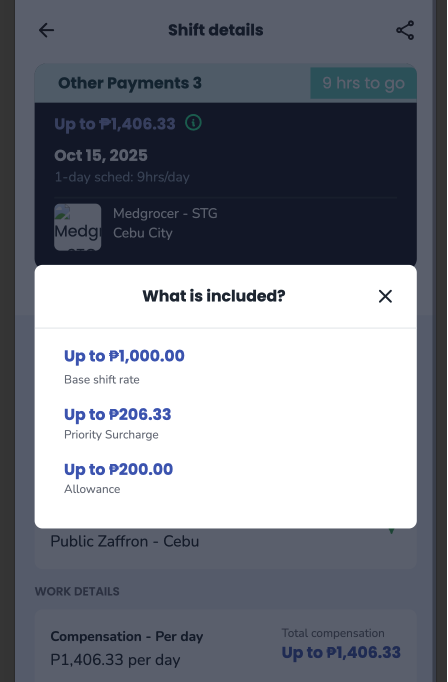 Shift details
Other Payments 3
9 hrs to go
Up to ₱1,406.33
Oct 15, 2025
1-day sched: 9hrs/day
Medgr
Medgrocer - STG
Cebu City
What is included?
Up to ₱1,000.00
Base shift rate
Up to ₱206.33
Priority Surcharge
Up to ₱200.00
Allowance
Public Zaffron - Cebu
WORK DETAILS
Compensation - Per day
Total compensation
₱1,406.33 per day
Up to ₱1,406.33